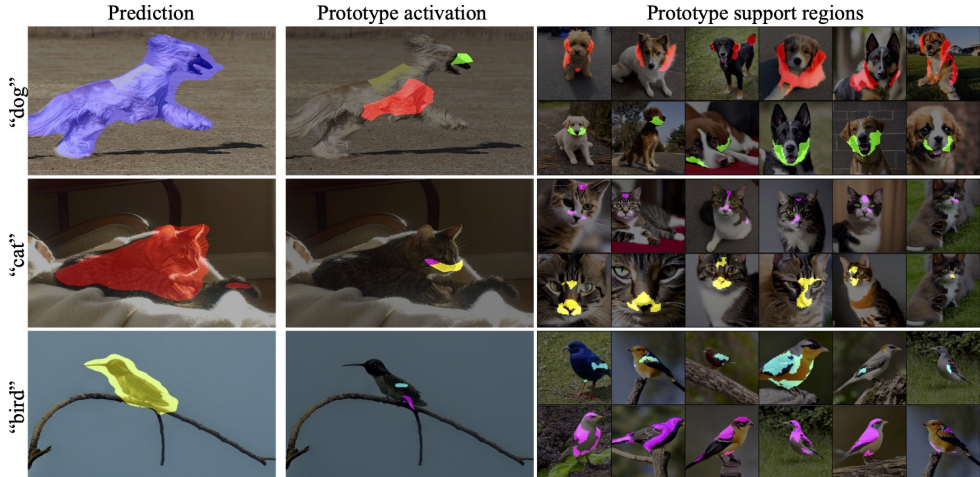 Prediction
Prototype activation
Prototype support regions
“dog”
“cat”
“bird”